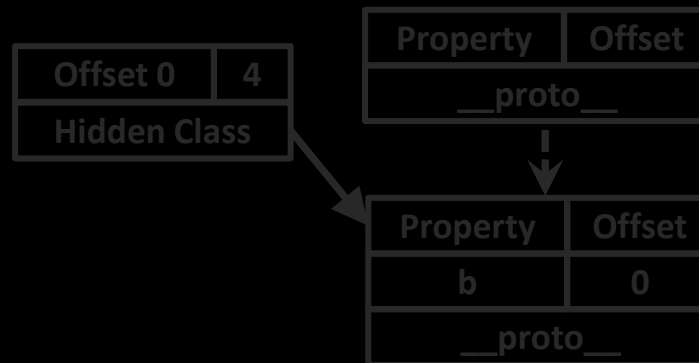 Property Offset
__proto__
Offset 0 4
Hidden Class
Property Offset
b 0
__proto__